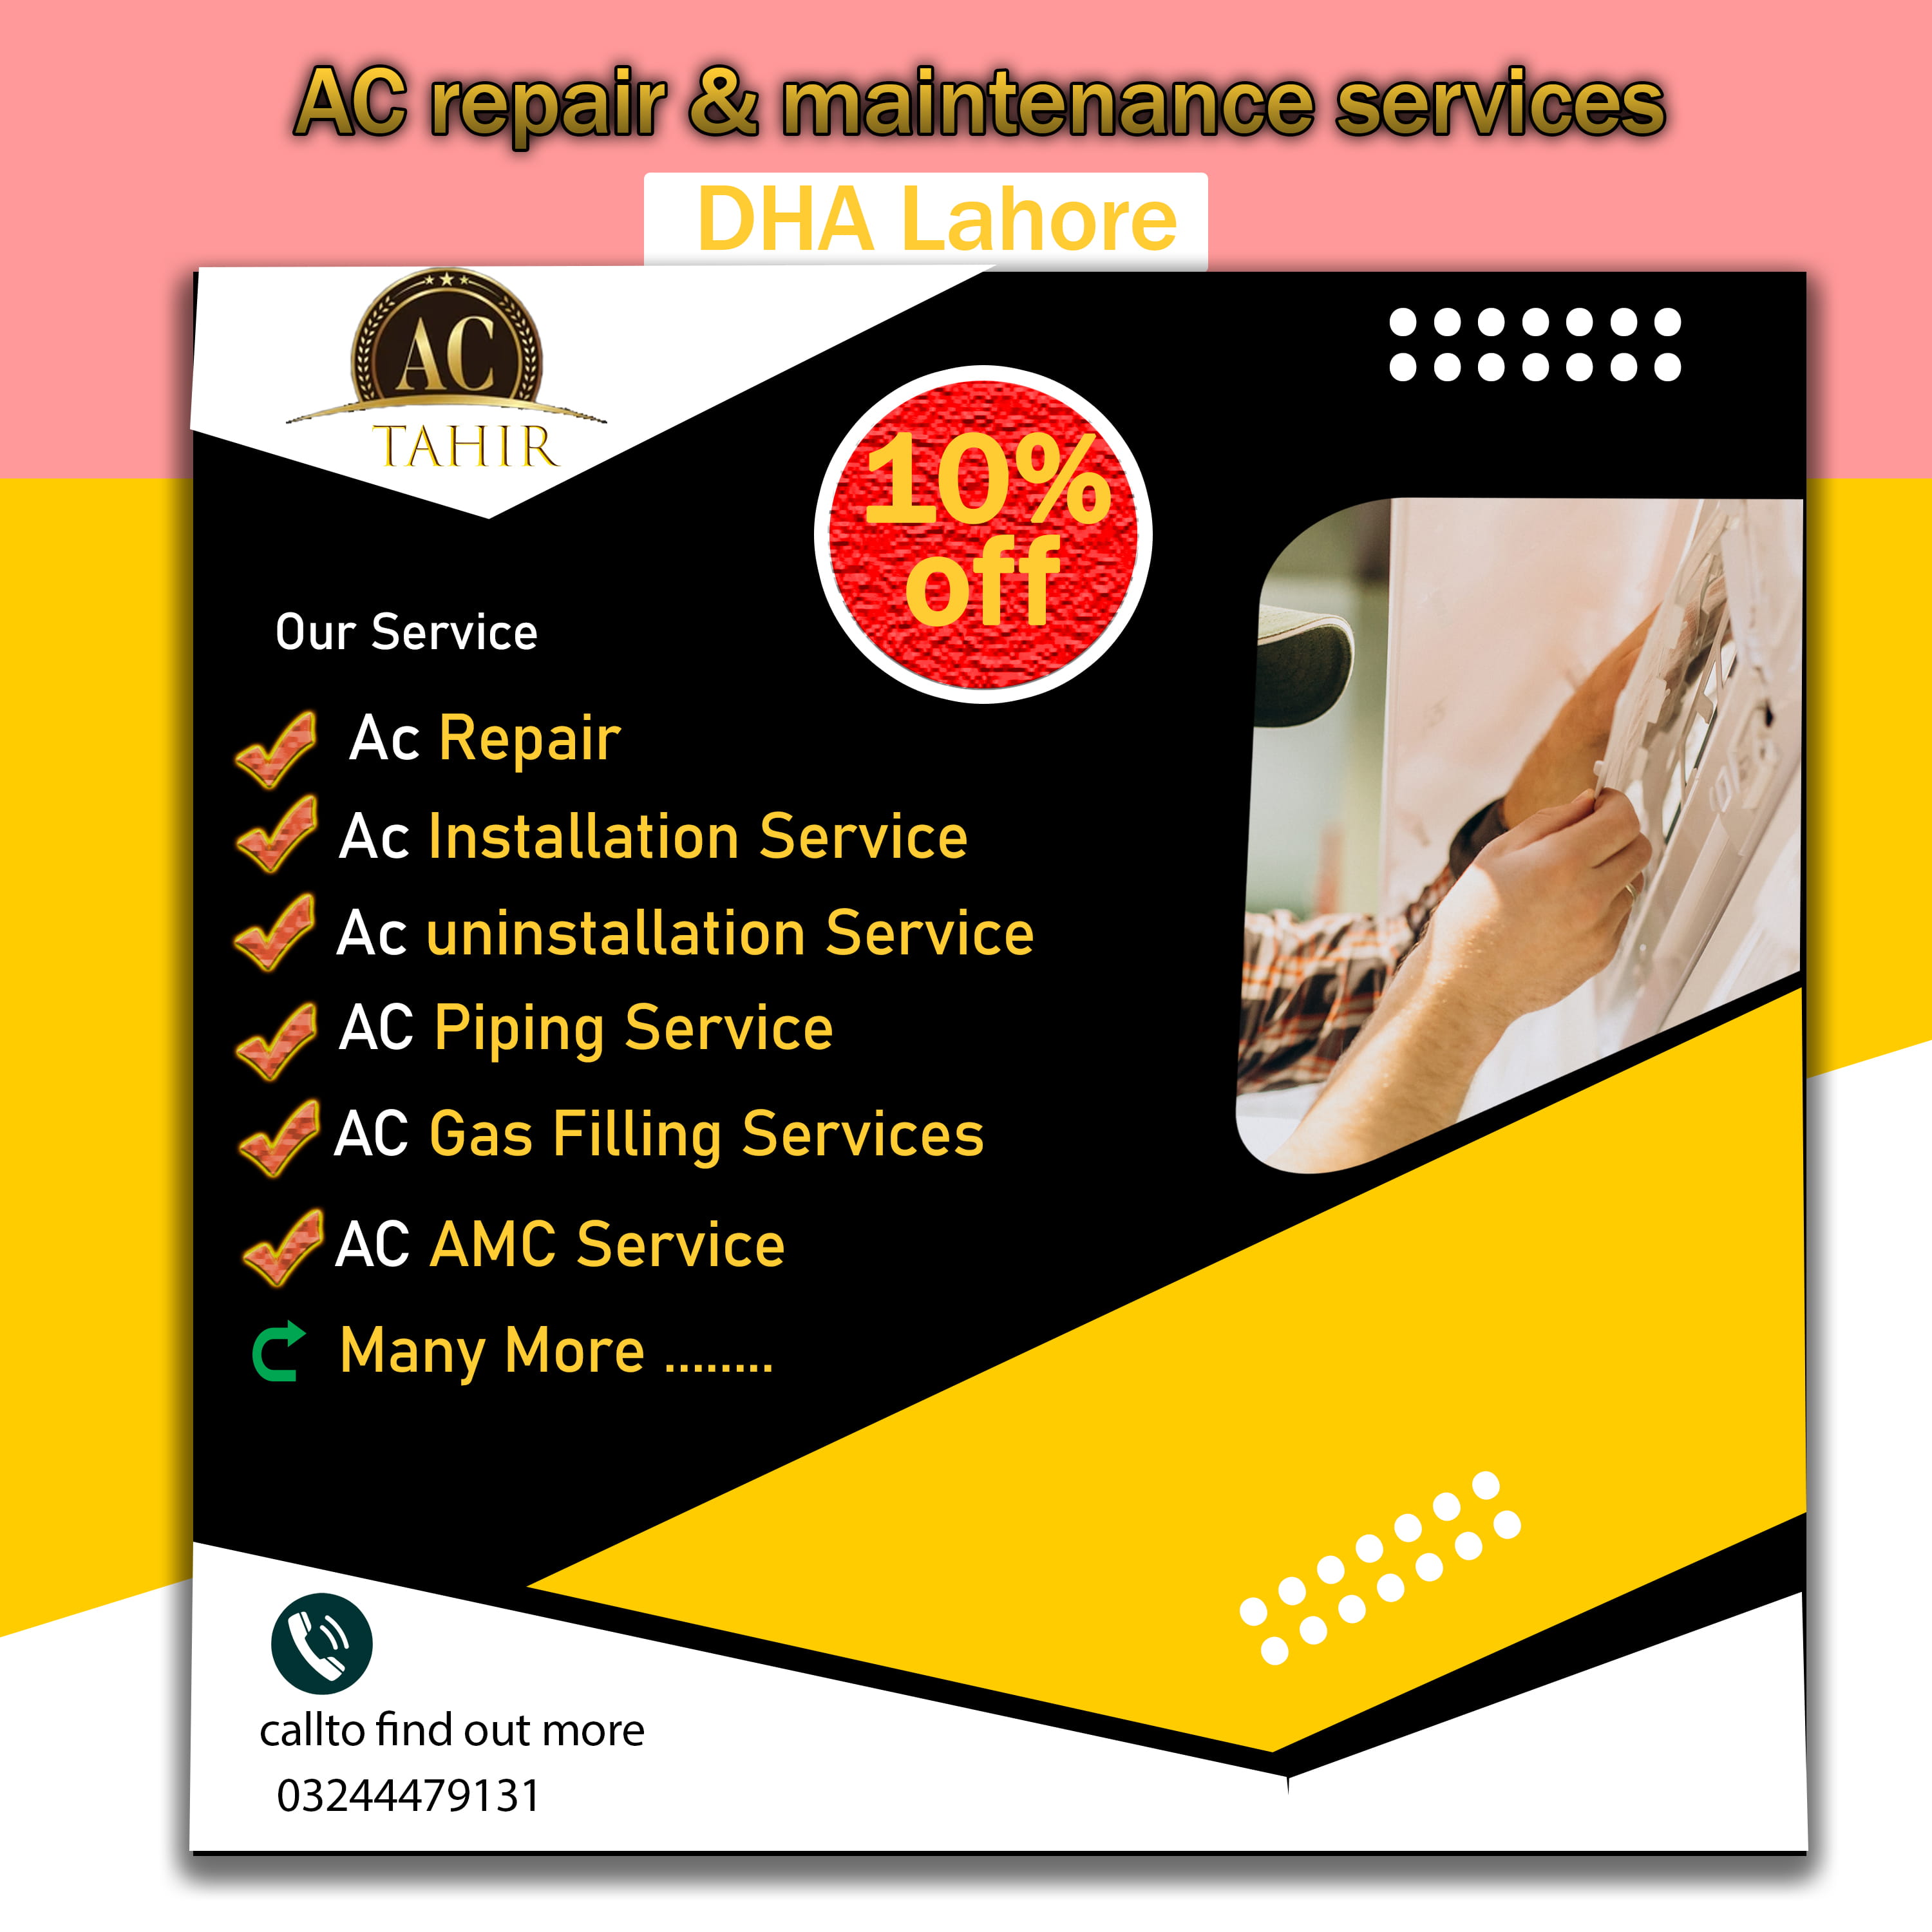 AC repair & maintenance services
DHA Lahore
AC
TAHIR
10%
off
Our Service
Ac Repair
Ac Installation Service
Ac uninstallation Service
AC Piping Service
AC Gas Filling Services
AC AMC Service
Many More ........
callto find out more
03244479131